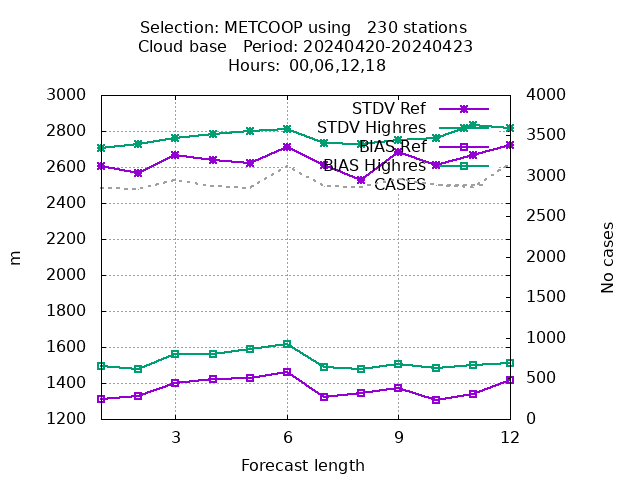 Selection: METCOOP using   230 stations
Cloud base   Period: 20240420-20240423
Hours:  00,06,12,18
3000
2800
2600
2400
2200
2000
1800
1600
1400
1200
m
4000
3500
3000
2500
2000
1500
1000
500
0
No cases
STDV Ref
STDV Highres
BIAS Ref
BIAS Highres
CASES
3
6
9
12
Forecast length